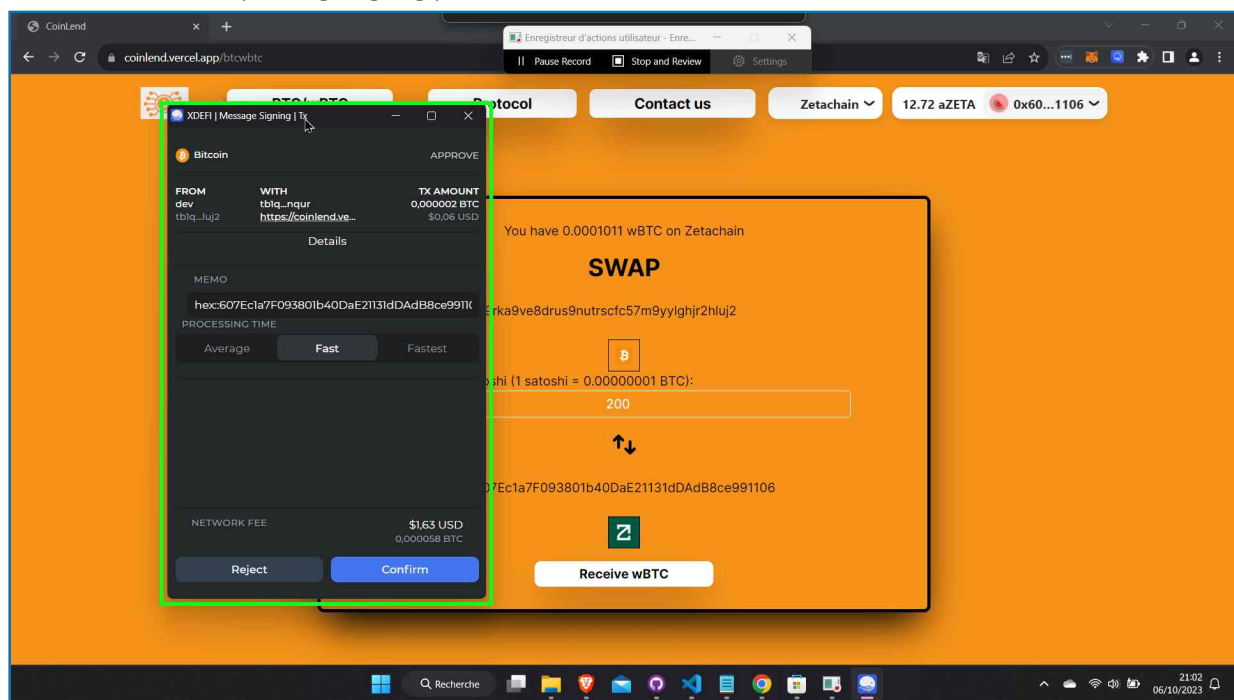 CoinLend
Enregistreur d'actions utilisateur - Enre...
coinlend.vercel.app/btcwbtc
Pause Record
Stop and Review
Settings
Protocol
Contact us
Zetachain
12.72 aZETA
0x60...1106
XDEFI | Message Signing | Tx
Bitcoin
APPROVE
FROM
WITH
TX AMOUNT
dev
tb1q...nqur
0,000002 BTC
tb1q...luj2
https://coinlend.ve...
$0,06 USD
Details
MEMO
hex::607Ec1a7F093801b40DaE21131dDAdB8ce99110
PROCESSING TIME
Average
Fast
Fastest
NETWORK FEE
$1,63 USD
0,000058 BTC
Reject
Confirm
You have 0.0001011 wBTC on Zetachain
SWAP
rka9ve8drus9nutrscfc57m9yylghjr2hluj2
shi (1 satoshi = 0.00000001 BTC):
200
07Ec1a7F093801b40DaE21131dDAdB8ce991106
Receive wBTC
Recherche
21:02
06/10/2023